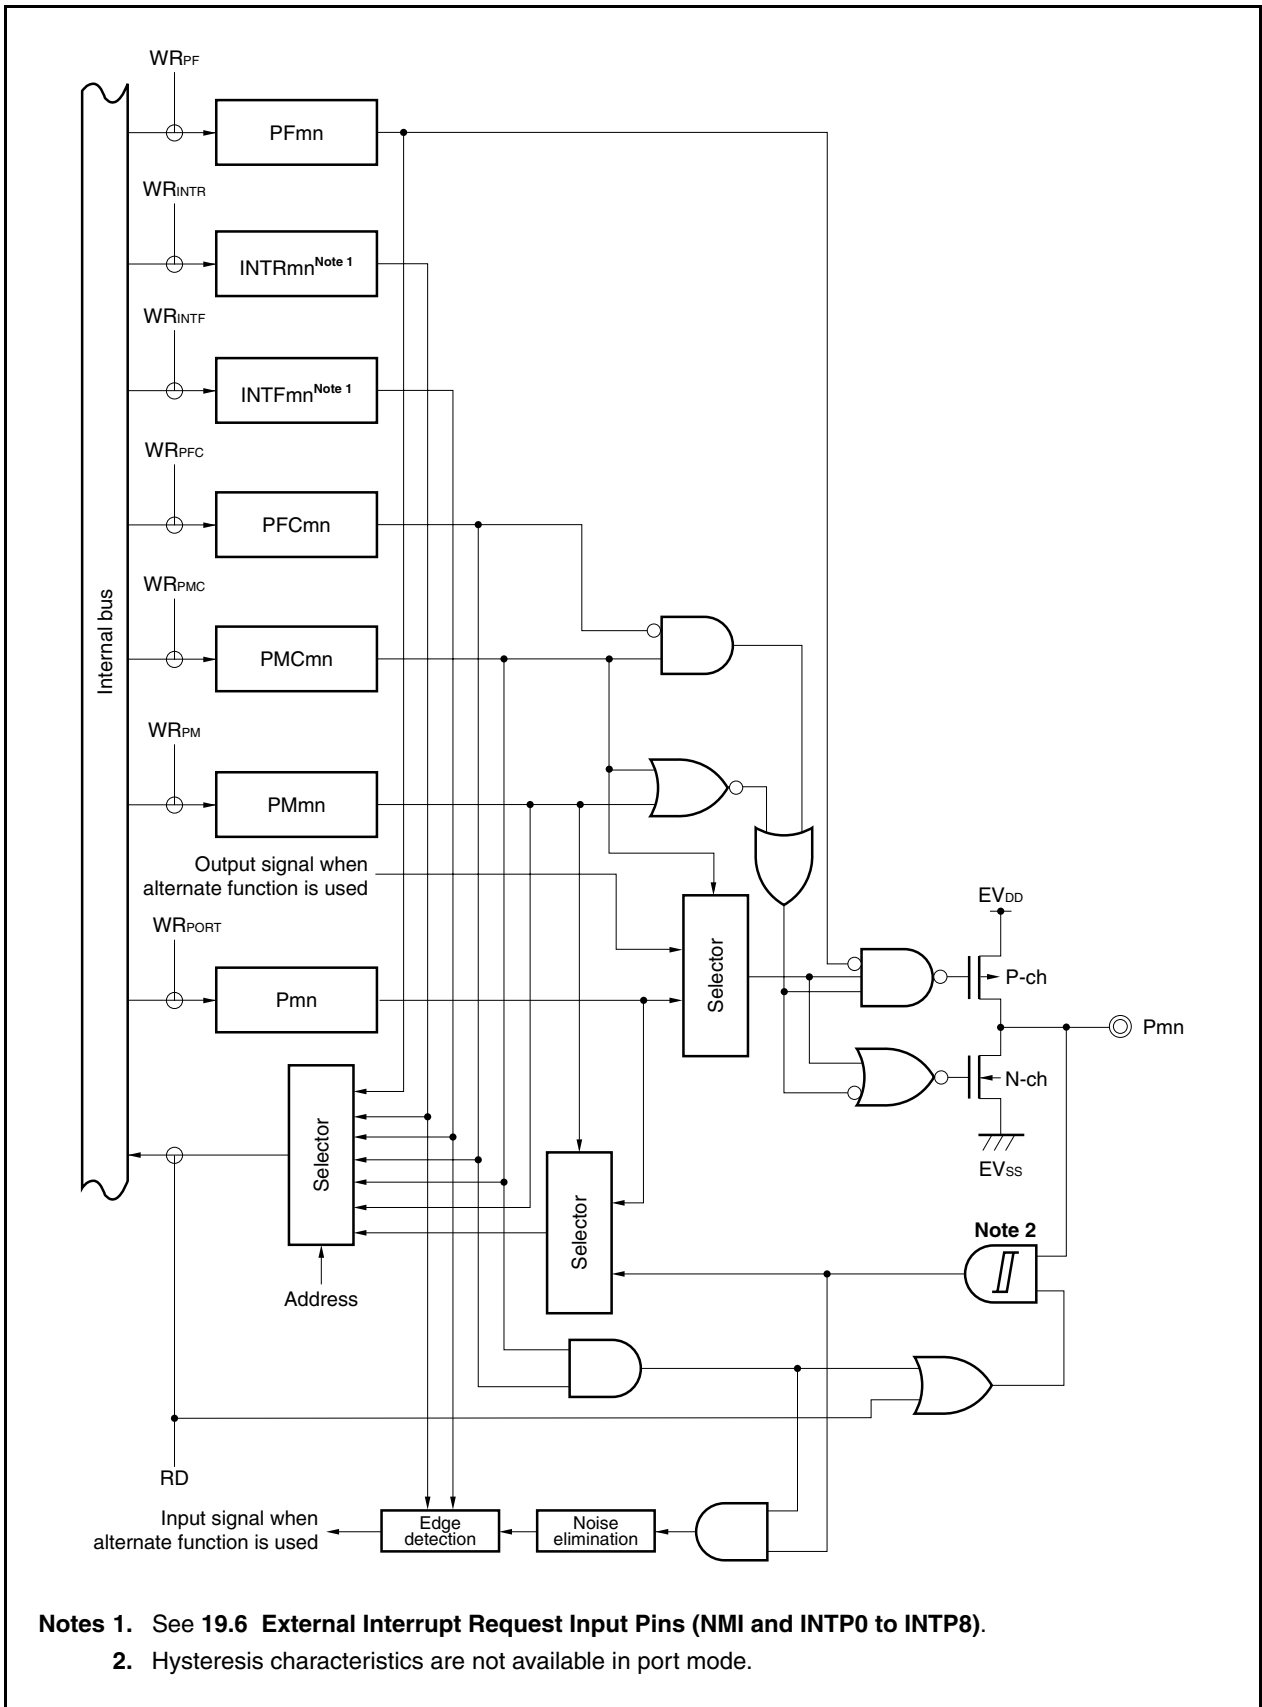 WRPF
PFmn
WRINTR
INTRmnNote 1
WRINTF
INTFmnNote 1
WRPFC
PFCmn
WRPMC
Internal bus
PMCmn
WRPM
PMmn
Output signal when
alternate function is used
WRPORT
Pmn
Selector
EVDD
P-ch
Pmn
N-ch
EVSS
Selector
Selector
Note 2
Address
RD
Input signal when
alternate function is used
Edge
detection
Noise
elimination
Notes 1. See 19.6 External Interrupt Request Input Pins (NMI and INTP0 to INTP8).
2. Hysteresis characteristics are not available in port mode.